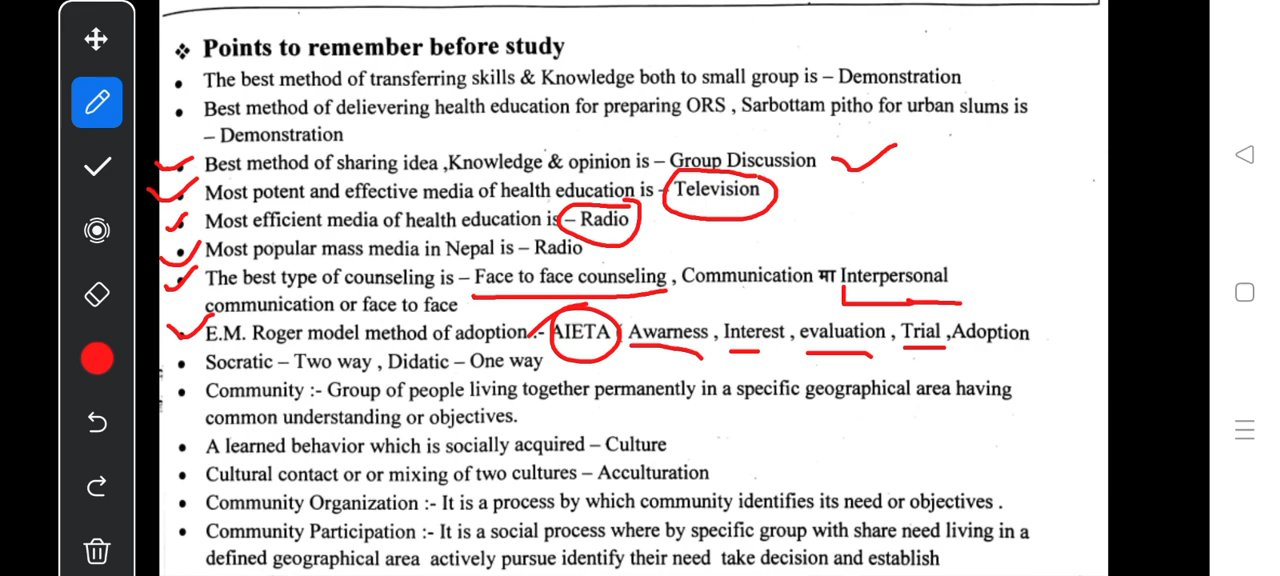 ❖ Points to remember before study
• The best method of transferring skills & Knowledge both to small group is – Demonstration
• Best method of delievering health education for preparing ORS , Sarbottam pitho for urban slums is
– Demonstration
• Best method of sharing idea ,Knowledge & opinion is – Group Discussion
• Most potent and effective media of health education is - Television
• Most efficient media of health education is – Radio
• Most popular mass media in Nepal is – Radio
• The best type of counseling is – Face to face counseling , Communication मा Interpersonal
communication or face to face
• E.M. Roger model method of adoption :- AIETA ( Awarness , Interest , evaluation , Trial ,Adoption
• Socratic – Two way , Didatic – One way
• Community :- Group of people living together permanently in a specific geographical area having
common understanding or objectives.
• A learned behavior which is socially acquired – Culture
• Cultural contact or or mixing of two cultures – Acculturation
• Community Organization :- It is a process by which community identifies its need or objectives .
• Community Participation :- It is a social process where by specific group with share need living in a
defined geographical area actively pursue identify their need take decision and establish